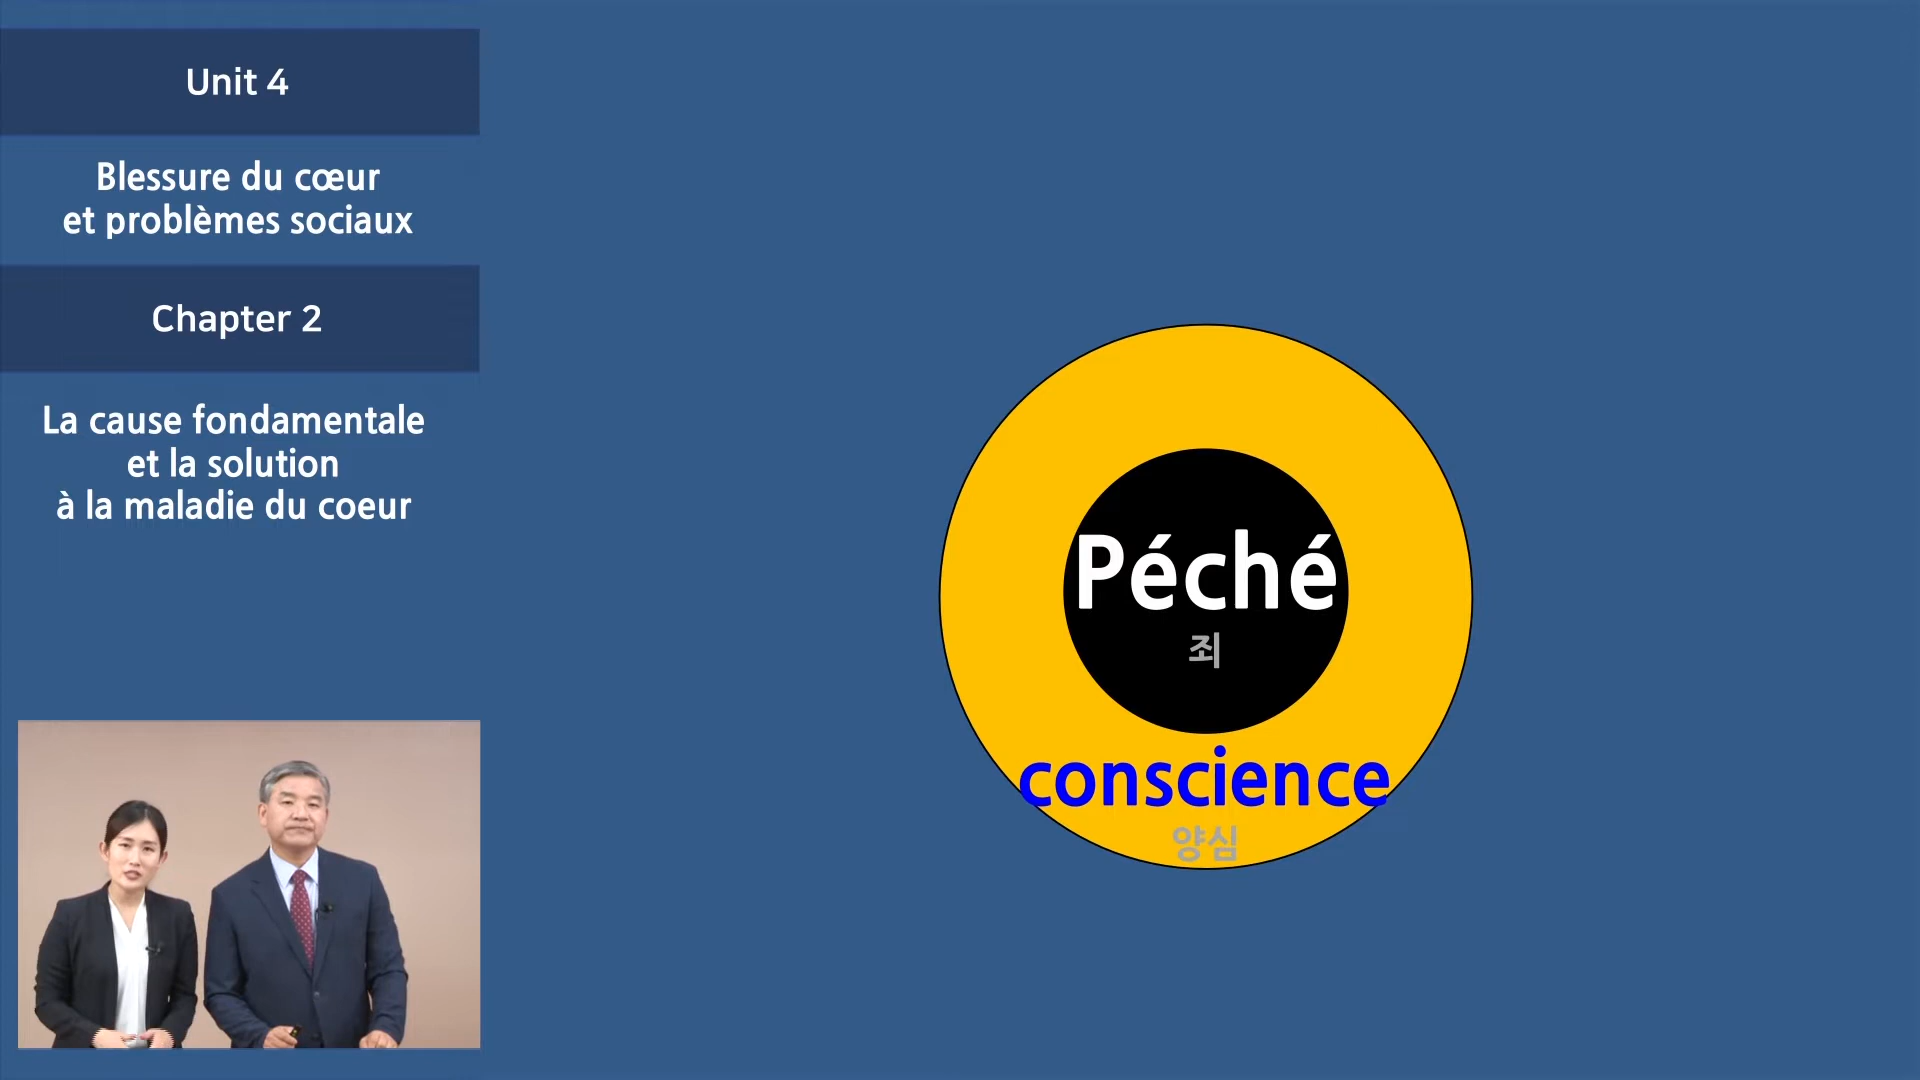 Unit 4
Blessure du cœur
et problèmes sociaux
Chapter 2
La cause fondamentale
et la solution
à la maladie du coeur
Péché
죄
conscience
양심